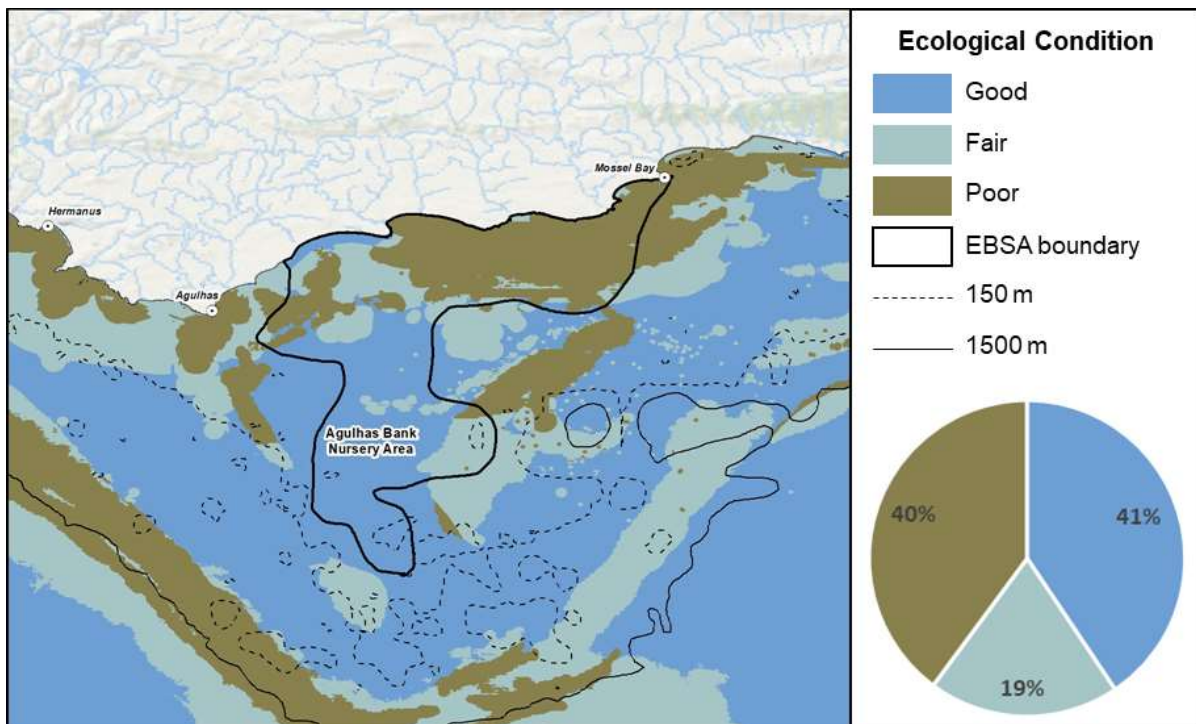 Mossel Bay
Hermanus
Agulhas
Agulhas Bank
Nursery Area
Ecological Condition
Good
Fair
Poor
EBSA boundary
150 m
1500 m
40%
41%
19%